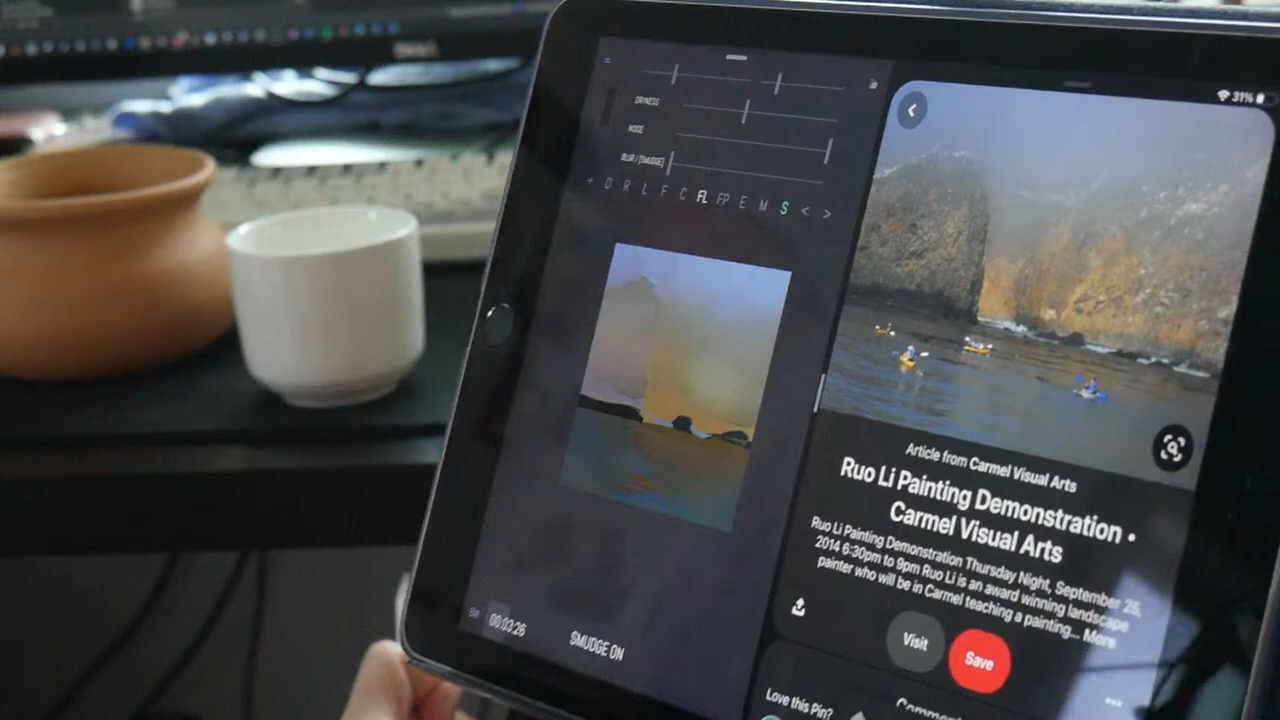 DELL
31%
DRYNESS
NOISE
BLUR / [SMUDGE]
+ D R L F C FL FP E M S < >
00:03:26
SMUDGE ON
Article from Carmel Visual Arts
Ruo Li Painting Demonstration •
Carmel Visual Arts
Ruo Li Painting Demonstration Thursday Night, September 25,
2014 6:30pm to 9pm Ruo Li is an award winning landscape
painter who will be in Carmel teaching a painting... More
Visit
Save
Love this Pin?